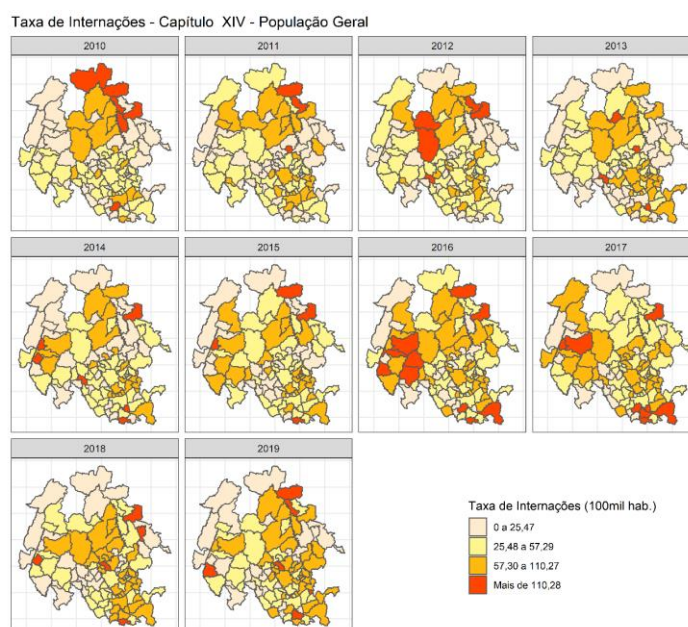 Taxa de Internações - Capítulo XIV - População Geral
2010
2011
2012
2013
2014
2015
2016
2017
2018
2019
Taxa de Internações (100mil hab.)
0 a 25,47
25,48 a 57,29
57,30 a 110,27
Mais de 110,28